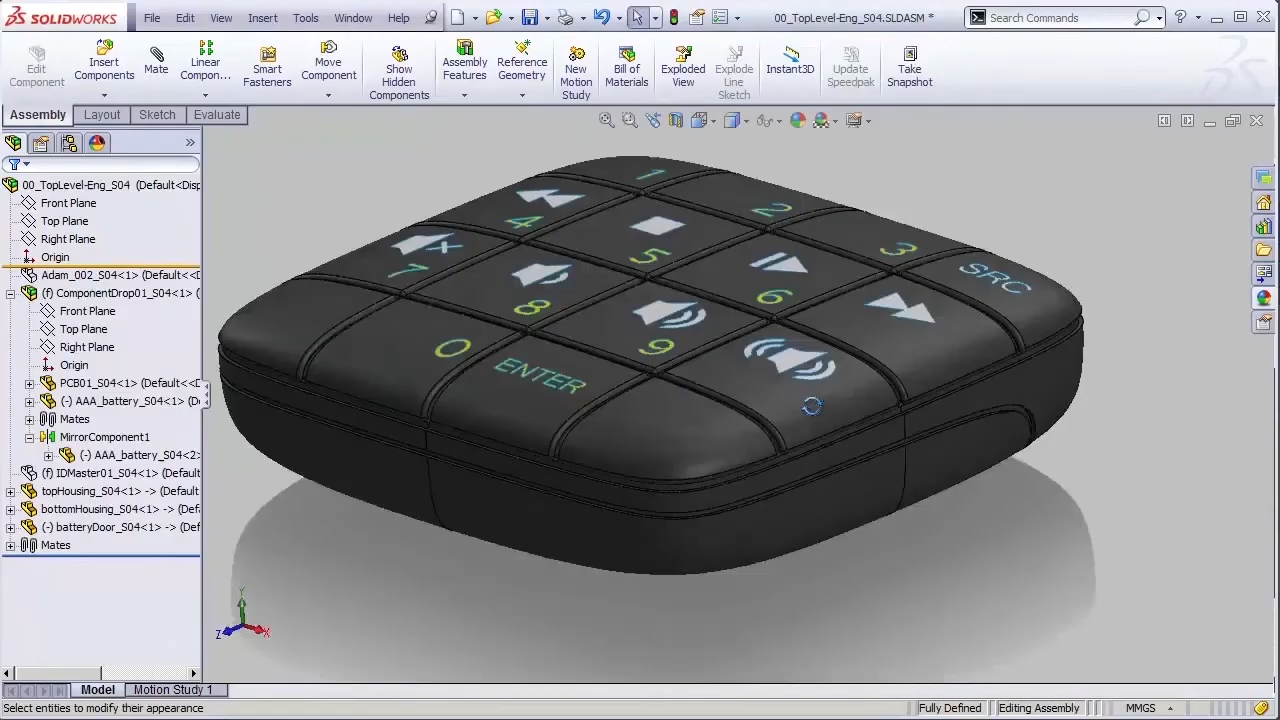 SOLIDWORKS
File Edit View Insert Tools Window Help
00_TopLevel-Eng_S04.SLDASM *
Search Commands
Edit Component
Insert Components
Mate
Linear Compon...
Smart Fasteners
Move Component
Show Hidden Components
Assembly Features
Reference Geometry
New Motion Study
Bill of Materials
Exploded View
Explode Line Sketch
Instant3D
Update Speedpak
Take Snapshot
Assembly Layout Sketch Evaluate
00_TopLevel-Eng_S04 (Default<Disp
Front Plane
Top Plane
Right Plane
Origin
Adam_002_S04<1> (Default<<D
(f) ComponentDrop01_S04<1> (
Front Plane
Top Plane
Right Plane
Origin
PCB01_S04<1> (Default<<D
(-) AAA_battery_S04<1> (D
Mates
MirrorComponent1
(-) AAA_battery_S04<2>
(f) IDMaster01_S04<1> (Default
topHousing_S04<1> -> (Default
bottomHousing_S04<1> -> (Def
(-) batteryDoor_S04<1> -> (Def
Mates
1
2
3
SRC
4
5
6
7
8
9
0
ENTER
Y
Z
X
Model Motion Study 1
Select entities to modify their appearance
Fully Defined Editing Assembly MMGS